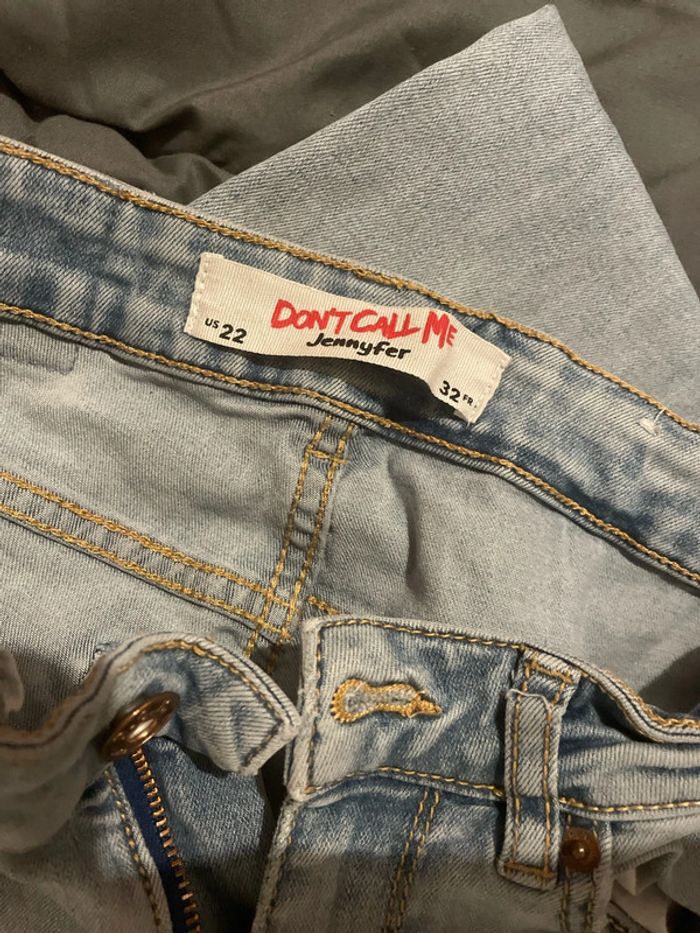 DON'T CALL ME
Jennyfer
US 22
32 FR.